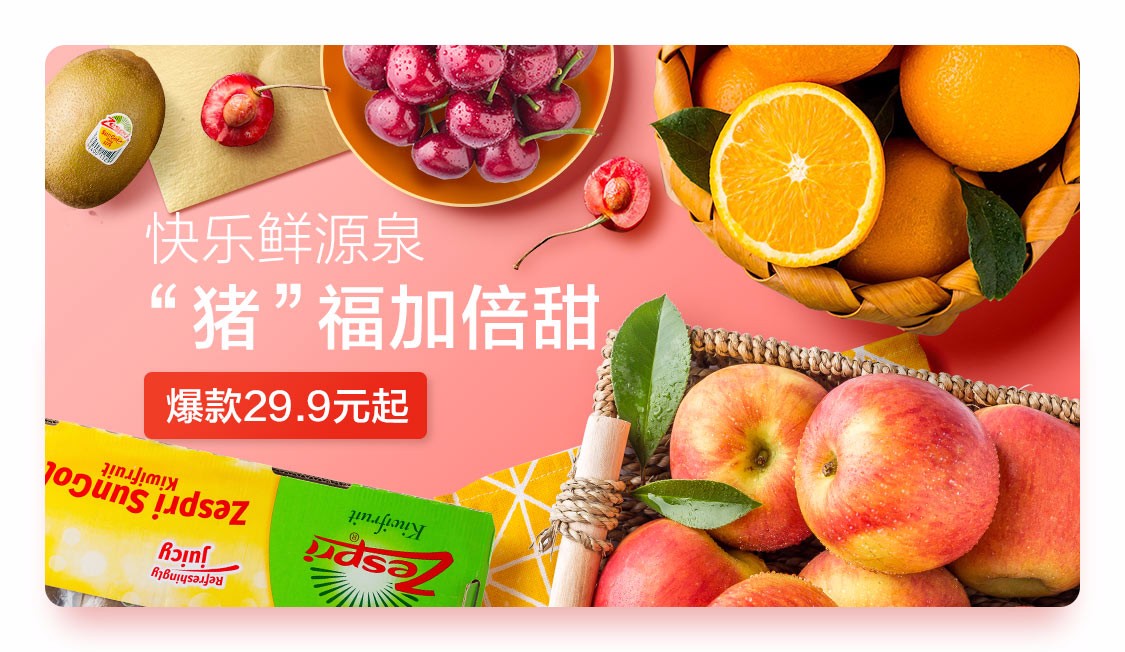 快乐鲜源泉
“猪”福加倍甜
爆款29.9元起
Zespri SunGol
Kiwifruit
Refreshingly
juicy
Zespri®
Kiwifruit